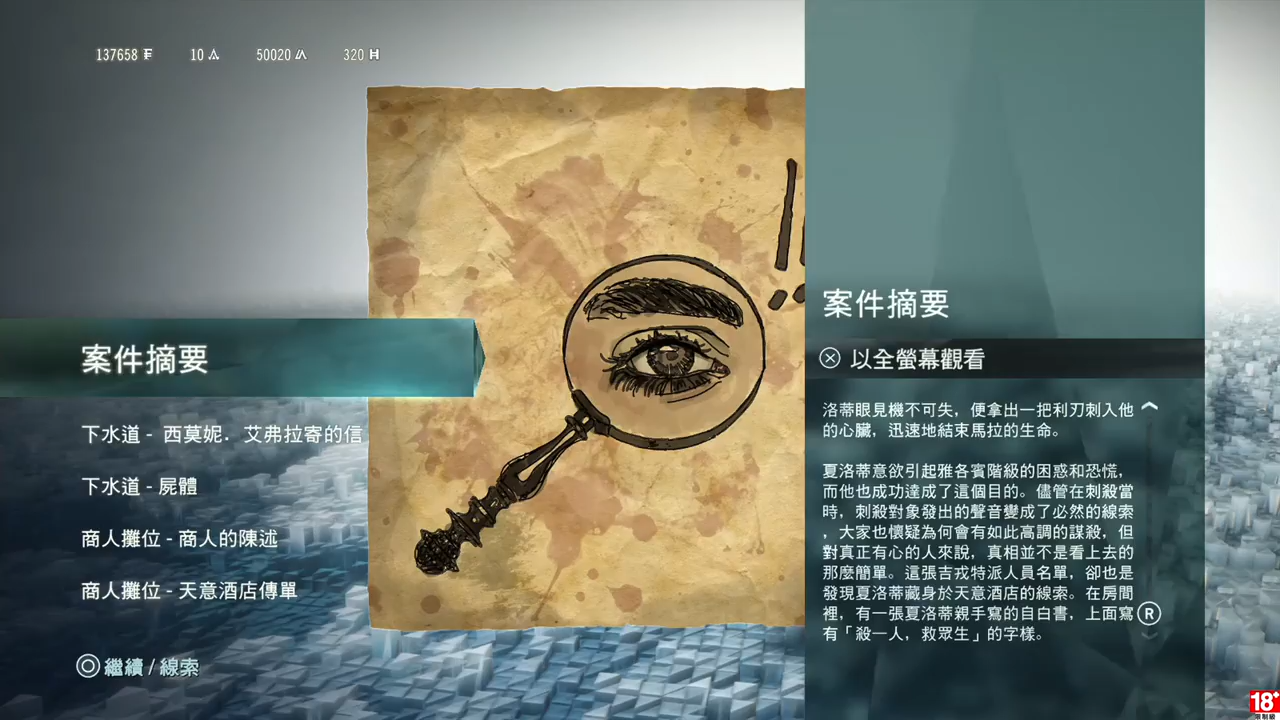 137658
10
50020
320
案件摘要
下水道 - 西莫妮．艾弗拉寄的信
下水道 - 屍體
商人攤位 - 商人的陳述
商人攤位 - 天意酒店傳單
繼續 / 線索
案件摘要
以全螢幕觀看
洛蒂眼見機不可失，便拿出一把利刃刺入他
的心臟，迅速地結束馬拉的生命。
夏洛蒂意欲引起雅各賓階級的困惑和恐慌，
而他也成功達成了這個目的。儘管在刺殺當
時，刺殺對象發出的聲音變成了必然的線索
，大家也懷疑為何會有如此高調的謀殺，但
對真正有心的人來說，真相並不是看上去的
那麼簡單。這張吉戎特派人員名單，卻也是
發現夏洛蒂藏身於天意酒店的線索。在房間
裡，有一張夏洛蒂親手寫的自白書，上面寫
有「殺一人，救眾生」的字樣。
R
18+
限制級